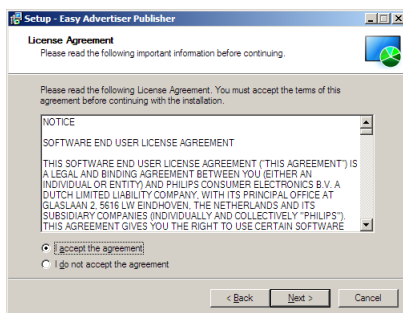 Setup - Easy Advertiser Publisher
License Agreement
Please read the following important information before continuing.
Please read the following License Agreement. You must accept the terms of this
agreement before continuing with the installation.
NOTICE
SOFTWARE END USER LICENSE AGREEMENT
THIS SOFTWARE END USER LICENSE AGREEMENT ("THIS AGREEMENT") IS
A LEGAL AND BINDING AGREEMENT BETWEEN YOU (EITHER AN
INDIVIDUAL OR ENTITY) AND PHILIPS CONSUMER ELECTRONICS B.V. A
DUTCH LIMITED LIABILITY COMPANY, WITH ITS PRINCIPAL OFFICE AT
GLASLAAN 2, 5616 LW EINDHOVEN, THE NETHERLANDS AND ITS
SUBSIDIARY COMPANIES (INDIVIDUALLY AND COLLECTIVELY "PHILIPS").
THIS AGREEMENT GIVES YOU THE RIGHT TO USE CERTAIN SOFTWARE
I accept the agreement
I do not accept the agreement
< Back
Next >
Cancel